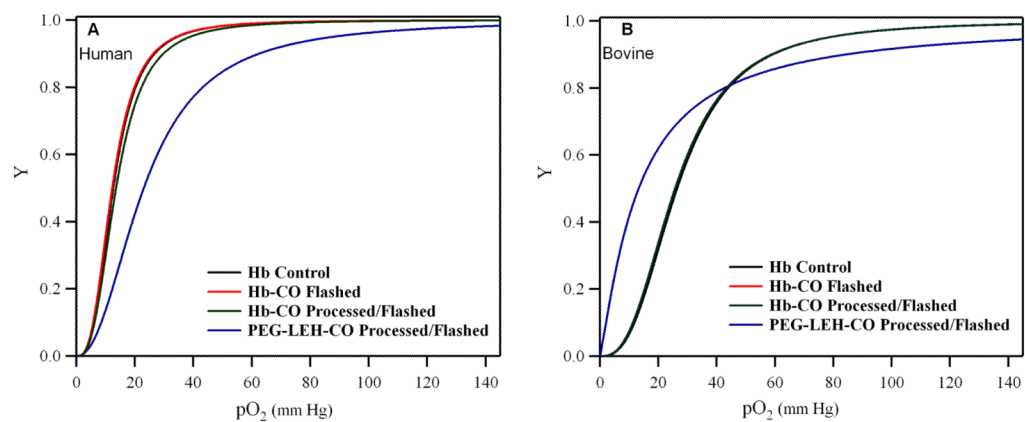 A
Human
Y
1.0
0.8
0.6
0.4
0.2
0.0
0 20 40 60 80 100 120 140
pO2 (mm Hg)
Hb Control
Hb-CO Flashed
Hb-CO Processed/Flashed
PEG-LEH-CO Processed/Flashed
B
Bovine
Y
1.0
0.8
0.6
0.4
0.2
0.0
0 20 40 60 80 100 120 140
pO2 (mm Hg)
Hb Control
Hb-CO Flashed
Hb-CO Processed/Flashed
PEG-LEH-CO Processed/Flashed